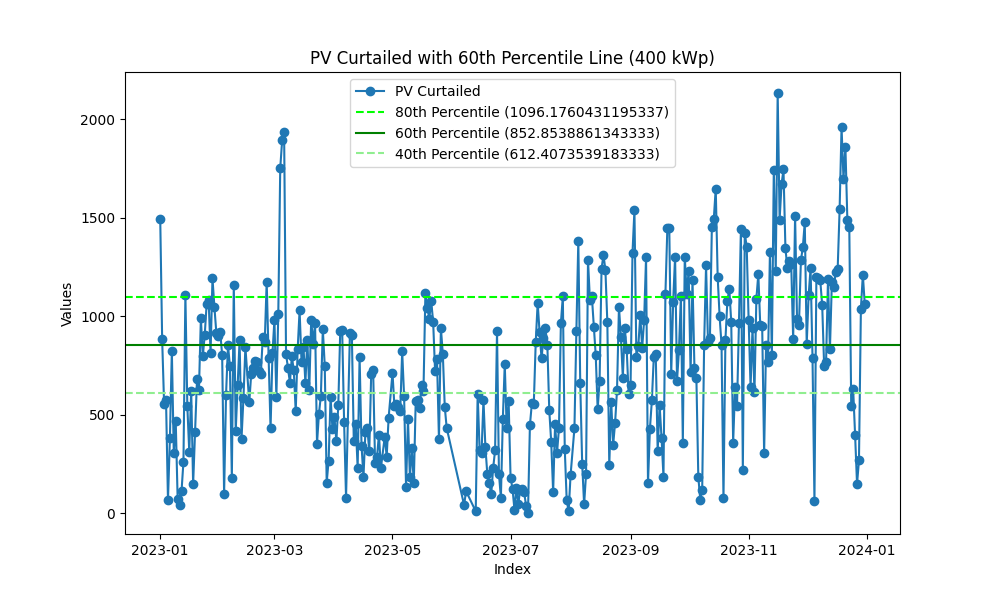 PV Curtailed with 60th Percentile Line (400 kWp)
PV Curtailed
80th Percentile (1096.1760431195337)
60th Percentile (852.8538861343333)
40th Percentile (612.4073539183333)
Values
2000
1500
1000
500
0
2023-01 2023-03 2023-05 2023-07 2023-09 2023-11 2024-01
Index